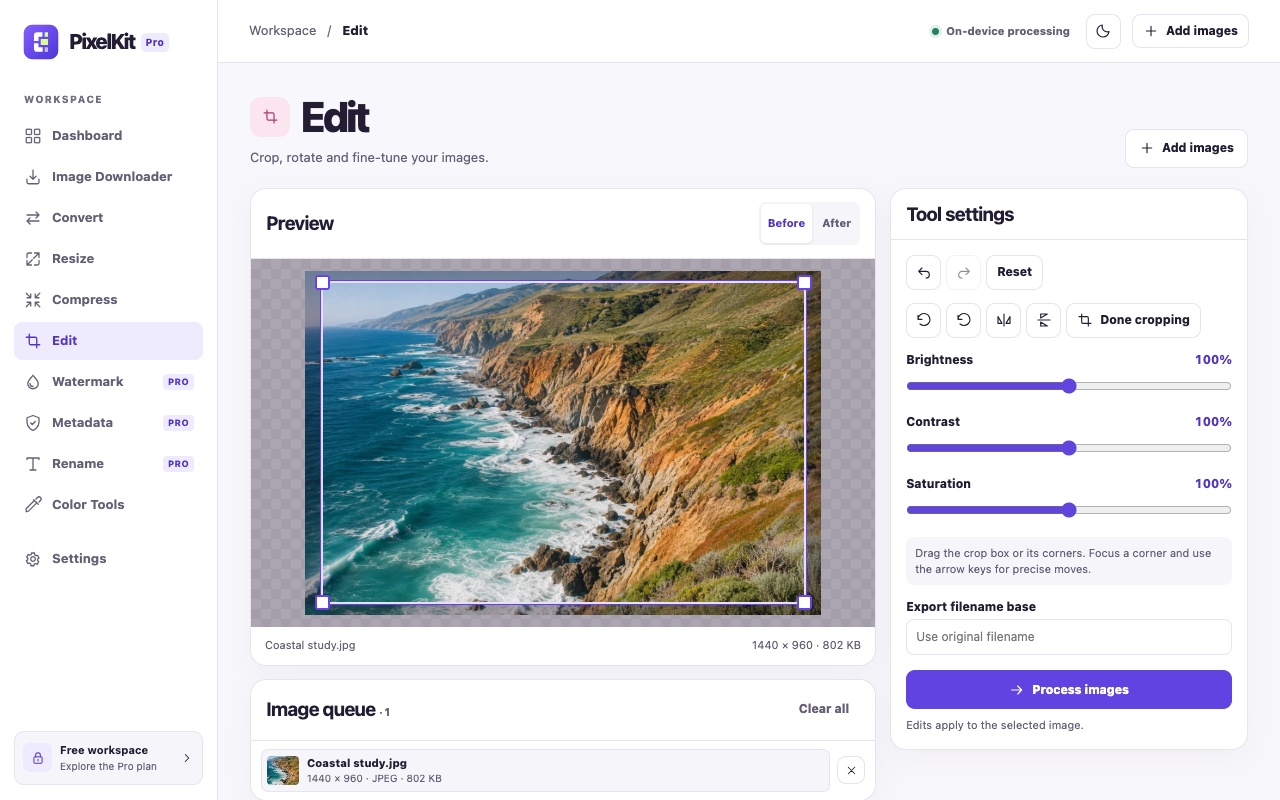 PixelKit Pro
WORKSPACE
Dashboard
Image Downloader
Convert
Resize
Compress
Edit
Watermark PRO
Metadata PRO
Rename PRO
Color Tools
Settings
Free workspace
Explore the Pro plan
Workspace / Edit
On-device processing
Add images
Edit
Crop, rotate and fine-tune your images.
Add images
Preview
Before After
Coastal study.jpg 1440 × 960 · 802 KB
Image queue · 1
Clear all
Coastal study.jpg
1440 × 960 · JPEG · 802 KB
Tool settings
Reset
Done cropping
Brightness 100%
Contrast 100%
Saturation 100%
Drag the crop box or its corners. Focus a corner and use
the arrow keys for precise moves.
Export filename base
Use original filename
Process images
Edits apply to the selected image.